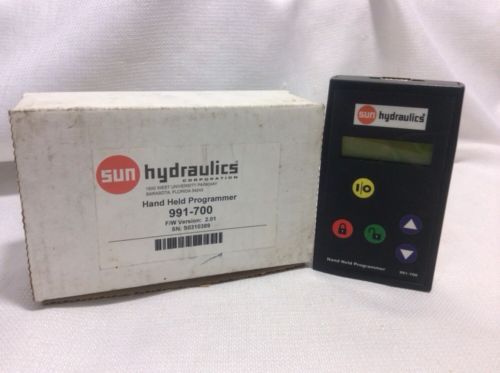 sun hydraulics
CORPORATION
1500 WEST UNIVERSITY PARKWAY
SARASOTA, FLORIDA 34243
Hand Held Programmer
991-700
F/W Version: 2.01
SN: S0310389
sun hydraulics
I/O
Hand Held Programmer 991-700